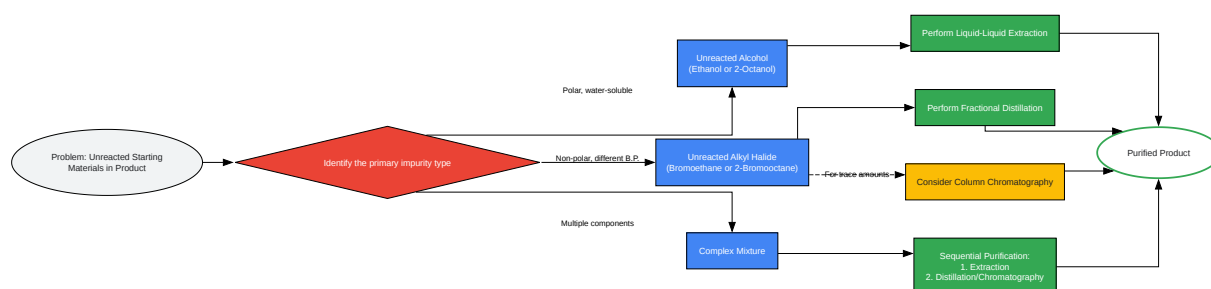 Problem: Unreacted Starting
Materials in Product
Identify the primary impurity type
Polar, water-soluble
Non-polar, different B.P.
Multiple components
Unreacted Alcohol
(Ethanol or 2-Octanol)
Unreacted Alkyl Halide
(Bromoethane or 2-Bromooctane)
For trace amounts
Complex Mixture
Perform Liquid-Liquid Extraction
Perform Fractional Distillation
Consider Column Chromatography
Sequential Purification:
1. Extraction
2. Distillation/Chromatography
Purified Product